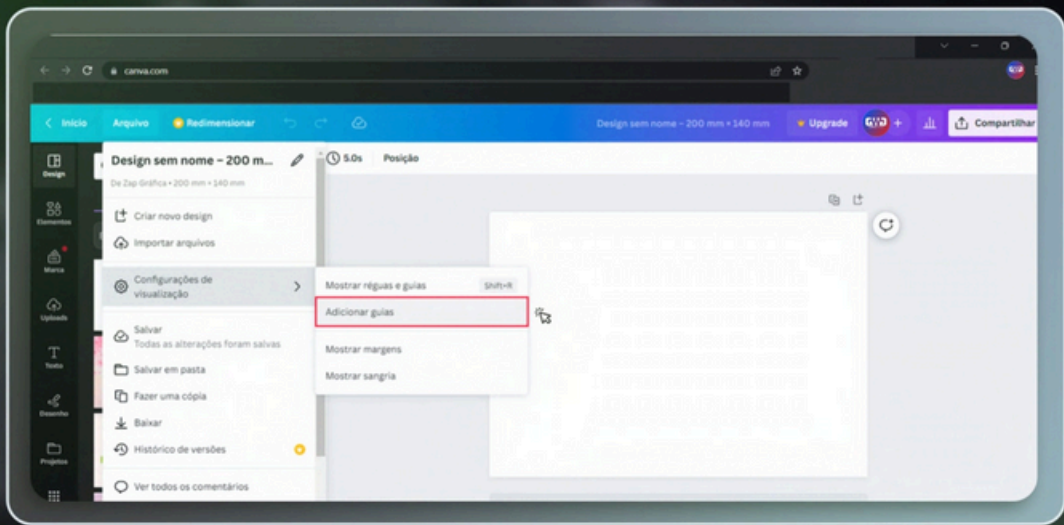 canva.com
Início
Arquivo
Redimensionar
Design sem nome - 200 mm × 140 mm
Upgrade
Compartilhar
Design
Elementos
Marca
Uploads
Texto
Desenho
Projetos
Design sem nome – 200 m...
De Zap Gráfica • 200 mm × 140 mm
5.0s
Posição
Criar novo design
Importar arquivos
Configurações de
visualização
Mostrar réguas e guias
Shift+R
Adicionar guias
Mostrar margens
Mostrar sangria
Salvar
Todas as alterações foram salvas
Salvar em pasta
Fazer uma cópia
Baixar
Histórico de versões
Ver todos os comentários